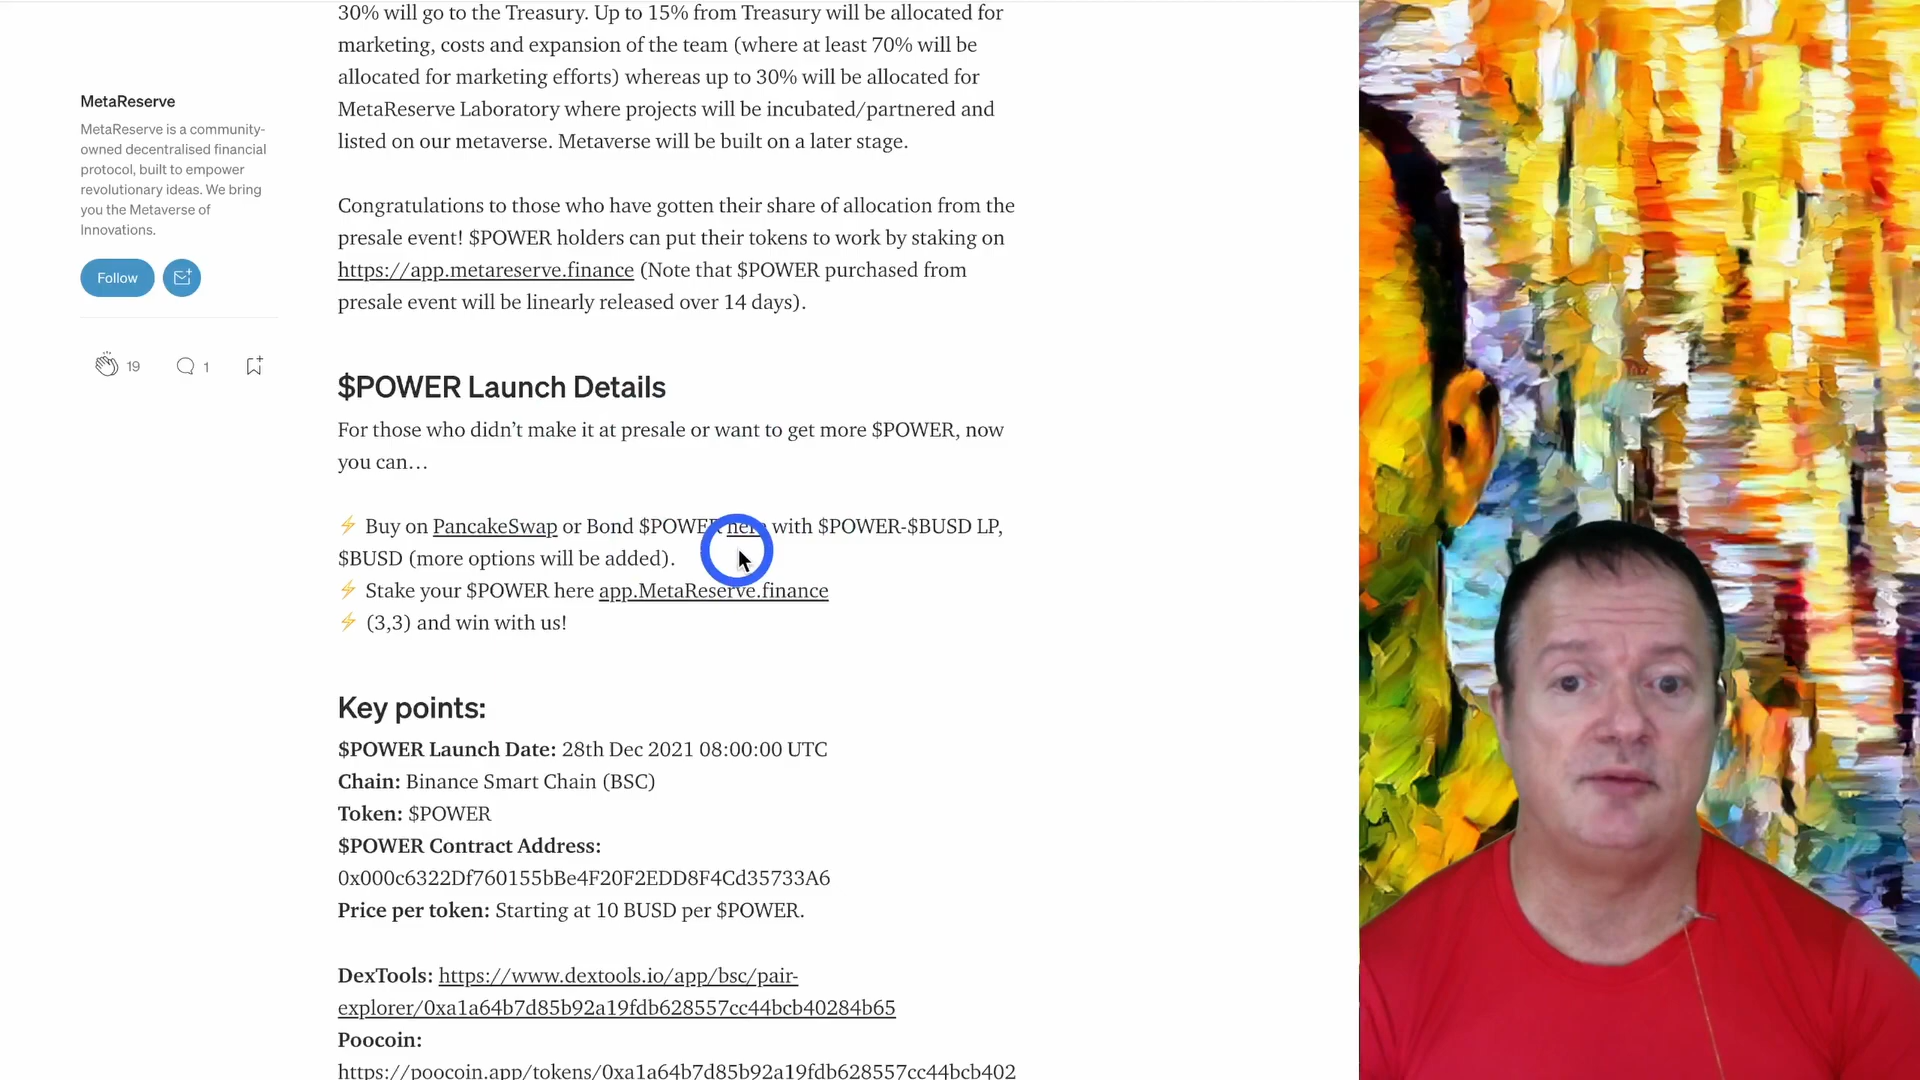 30% will go to the Treasury. Up to 15% from Treasury will be allocated for
marketing, costs and expansion of the team (where at least 70% will be
allocated for marketing efforts) whereas up to 30% will be allocated for
MetaReserve Laboratory where projects will be incubated/partnered and
listed on our metaverse. Metaverse will be built on a later stage.
MetaReserve
MetaReserve is a community-
owned decentralised financial
protocol, built to empower
revolutionary ideas. We bring
you the Metaverse of
Innovations.
Follow
19
1
Congratulations to those who have gotten their share of allocation from the
presale event! $POWER holders can put their tokens to work by staking on
https://app.metareserve.finance (Note that $POWER purchased from
presale event will be linearly released over 14 days).
$POWER Launch Details
For those who didn’t make it at presale or want to get more $POWER, now
you can…
⚡ Buy on PancakeSwap or Bond $POWER here with $POWER-$BUSD LP,
$BUSD (more options will be added).
⚡ Stake your $POWER here app.MetaReserve.finance
⚡ (3,3) and win with us!
Key points:
$POWER Launch Date: 28th Dec 2021 08:00:00 UTC
Chain: Binance Smart Chain (BSC)
Token: $POWER
$POWER Contract Address:
0x000c6322Df760155bBe4F20F2EDD8F4Cd35733A6
Price per token: Starting at 10 BUSD per $POWER.
DexTools: https://www.dextools.io/app/bsc/pair-
explorer/0xa1a64b7d85b92a19fdb628557cc44bcb40284b65
Poocoin:
https://poocoin.app/tokens/0xa1a64b7d85b92a19fdb628557cc44bcb402